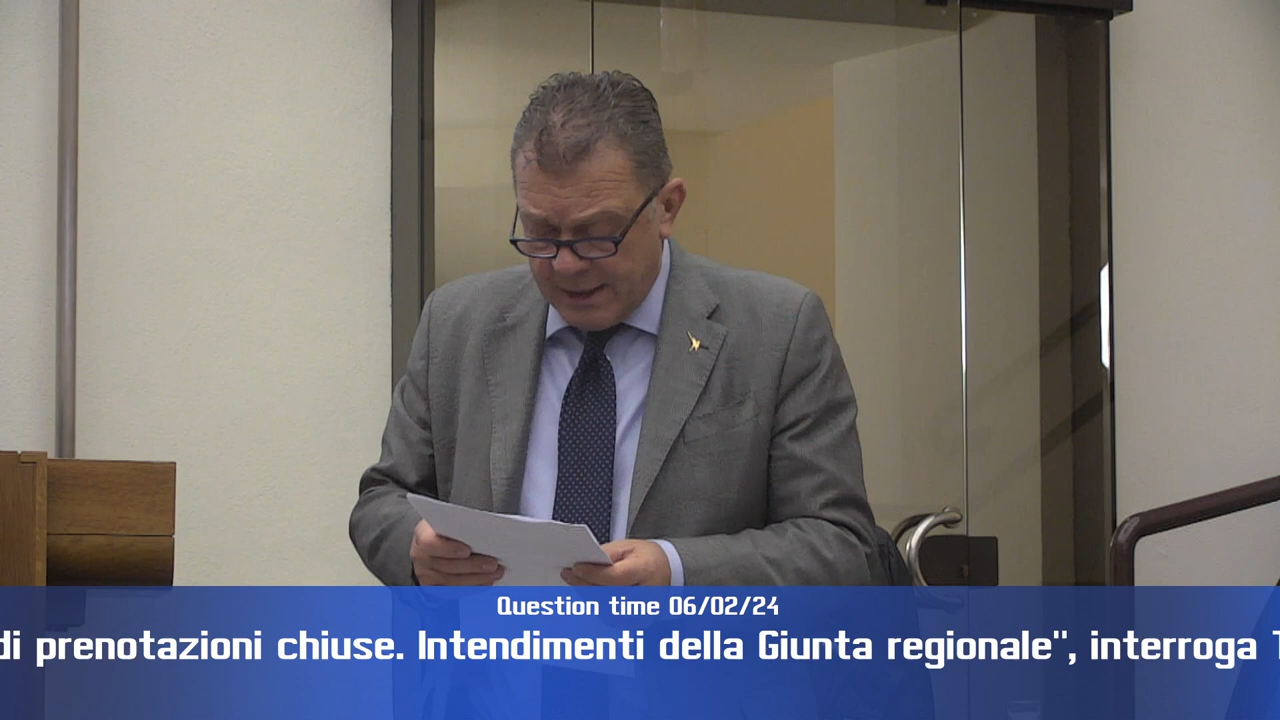 Question time 06/02/24
di prenotazioni chiuse. Intendimenti della Giunta regionale", interroga